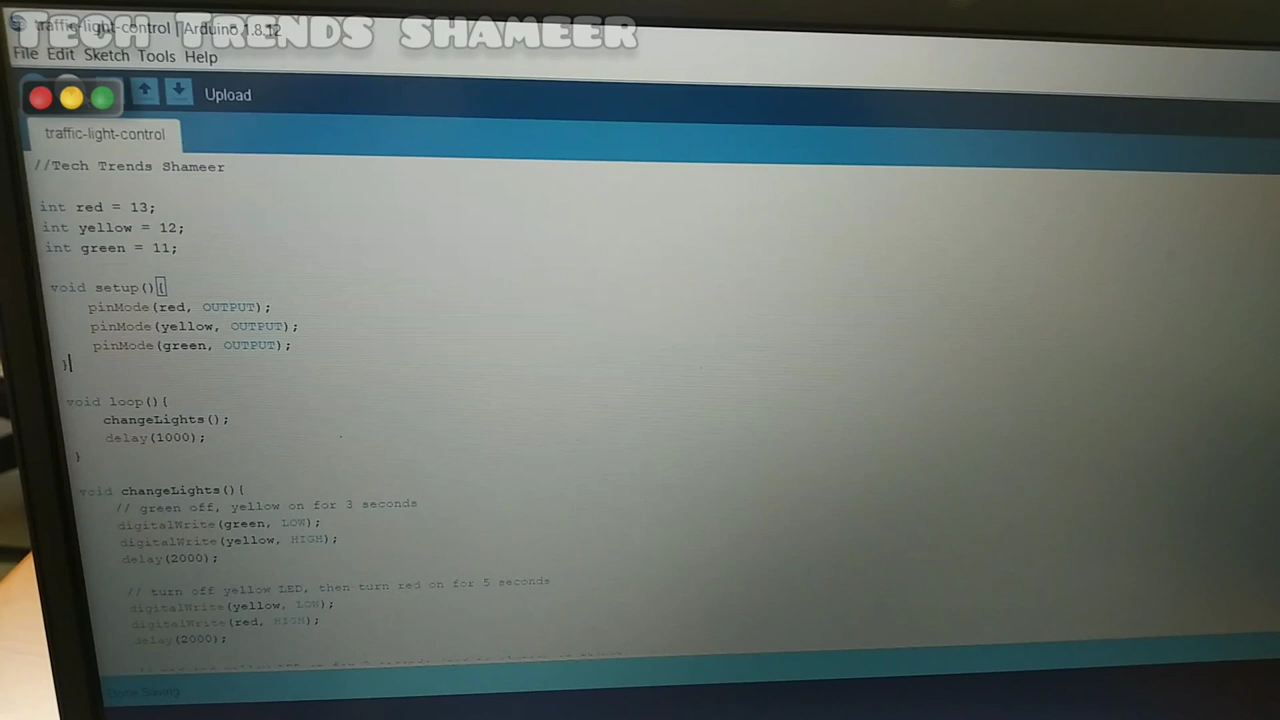 TECH TRENDS SHAMEER
traffic-light-control | Arduino 1.8.12
File Edit Sketch Tools Help
Upload
traffic-light-control
//Tech Trends Shameer
int red = 13;
int yellow = 12;
int green = 11;
void setup(){
pinMode(red, OUTPUT);
pinMode(yellow, OUTPUT);
pinMode(green, OUTPUT);
}
void loop(){
changeLights();
delay(1000);
}
void changeLights(){
// green off, yellow on for 3 seconds
digitalWrite(green, LOW);
digitalWrite(yellow, HIGH);
delay(2000);
// turn off yellow LED, then turn red on for 5 seconds
digitalWrite(yellow, LOW);
digitalWrite(red, HIGH);
delay(2000);
Done Saving